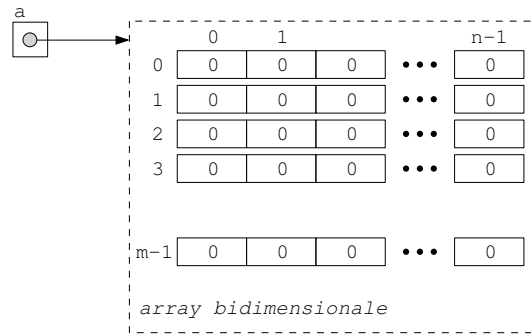 a
0 1 n-1
0 0 0 0 ••• 0
1 0 0 0 ••• 0
2 0 0 0 ••• 0
3 0 0 0 ••• 0
m-1 0 0 0 ••• 0
array bidimensionale